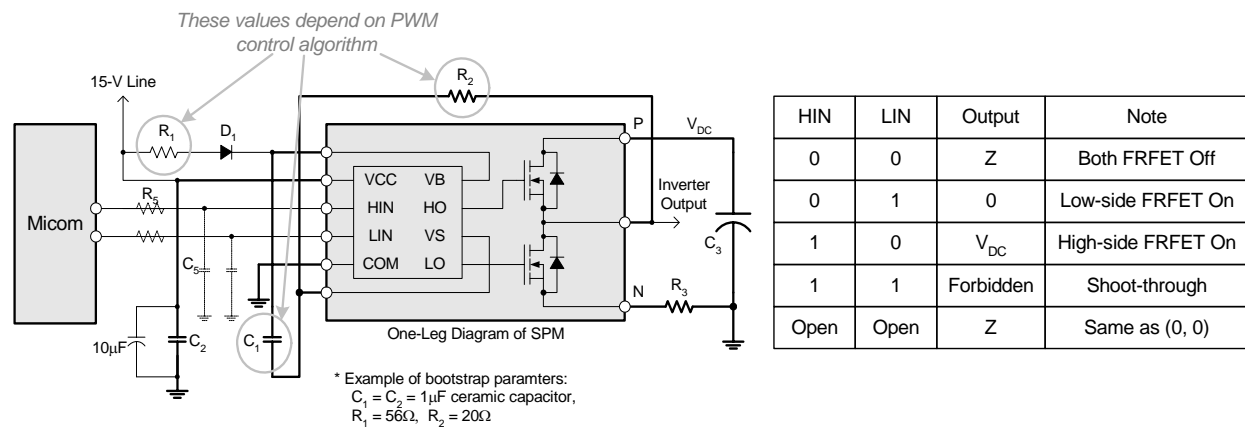 These values depend on PWM
control algorithm
15-V Line
R1
D1
R2
P
VDC
Micom
R5
VCC VB
HIN HO
LIN VS
COM LO
Inverter
Output
C3
C5
N
R3
10μF
C2
C1
One-Leg Diagram of SPM
* Example of bootstrap paramters:
C1 = C2 = 1μF ceramic capacitor,
R1 = 56Ω, R2 = 20Ω
HIN LIN Output Note
0 0 Z Both FRFET Off
0 1 0 Low-side FRFET On
1 0 VDC High-side FRFET On
1 1 Forbidden Shoot-through
Open Open Z Same as (0, 0)